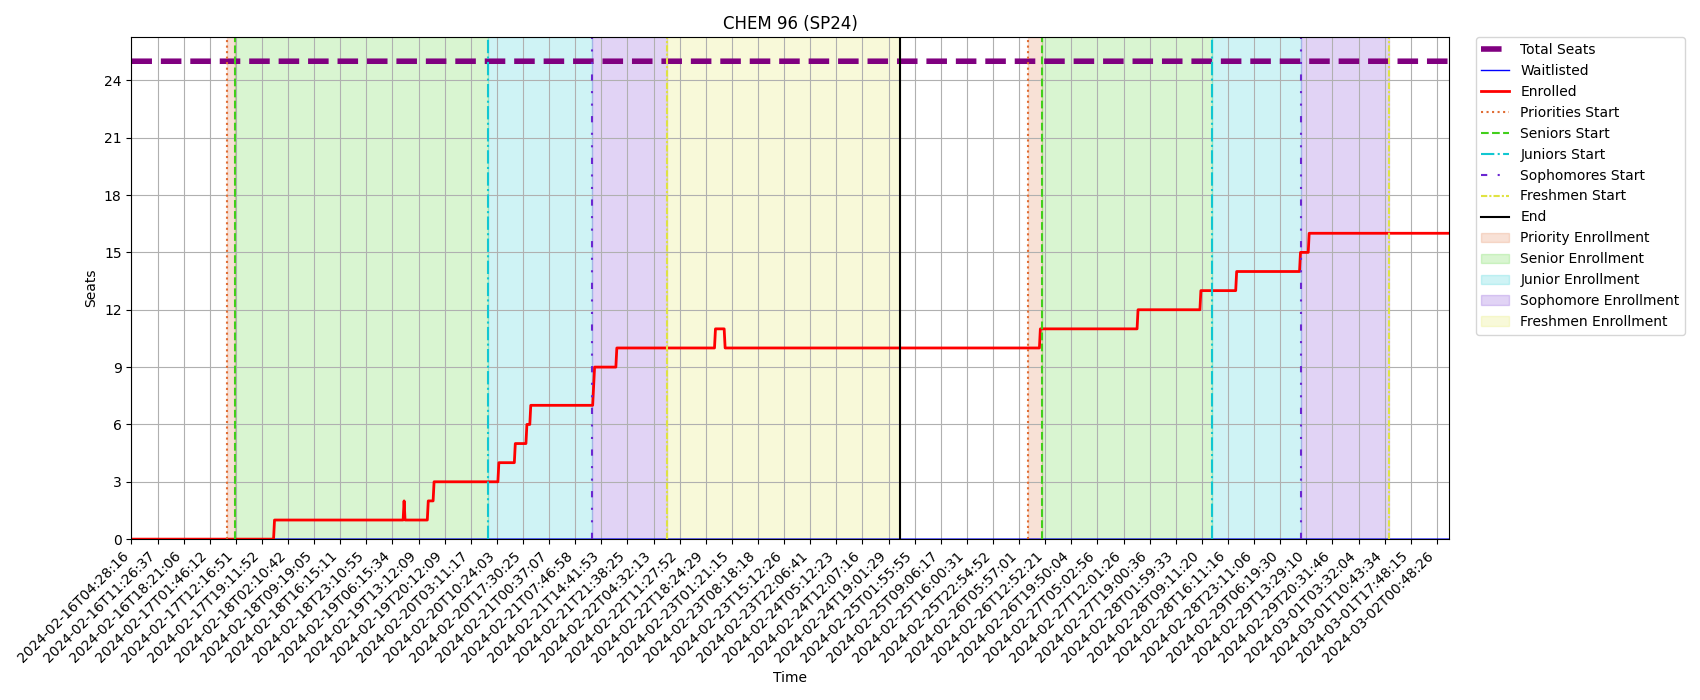 CHEM 96 (SP24)
Seats
24
21
18
15
12
9
6
3
0
2024-02-16T04:28:16
2024-02-16T11:26:37
2024-02-16T18:21:06
2024-02-17T01:46:12
2024-02-17T12:16:51
2024-02-17T19:11:52
2024-02-18T02:10:42
2024-02-18T09:19:05
2024-02-18T16:15:11
2024-02-18T23:10:55
2024-02-19T06:15:34
2024-02-19T13:12:09
2024-02-19T20:12:09
2024-02-20T03:11:17
2024-02-20T10:24:03
2024-02-20T17:30:25
2024-02-21T00:37:07
2024-02-21T07:46:58
2024-02-21T14:41:53
2024-02-21T21:38:25
2024-02-22T04:32:13
2024-02-22T11:27:52
2024-02-22T18:24:29
2024-02-23T01:21:15
2024-02-23T08:18:18
2024-02-23T15:12:26
2024-02-23T22:06:41
2024-02-24T05:12:23
2024-02-24T12:07:16
2024-02-24T19:01:29
2024-02-25T01:55:55
2024-02-25T09:06:17
2024-02-25T16:00:31
2024-02-25T22:54:52
2024-02-26T05:57:01
2024-02-26T12:52:21
2024-02-26T19:50:04
2024-02-27T05:02:56
2024-02-27T12:01:26
2024-02-27T19:00:36
2024-02-28T01:59:33
2024-02-28T09:11:20
2024-02-28T16:11:16
2024-02-28T23:11:06
2024-02-29T06:19:30
2024-02-29T13:29:10
2024-02-29T20:31:46
2024-03-01T03:32:04
2024-03-01T10:43:34
2024-03-01T17:48:15
2024-03-02T00:48:26
Time
Total Seats
Waitlisted
Enrolled
Priorities Start
Seniors Start
Juniors Start
Sophomores Start
Freshmen Start
End
Priority Enrollment
Senior Enrollment
Junior Enrollment
Sophomore Enrollment
Freshmen Enrollment